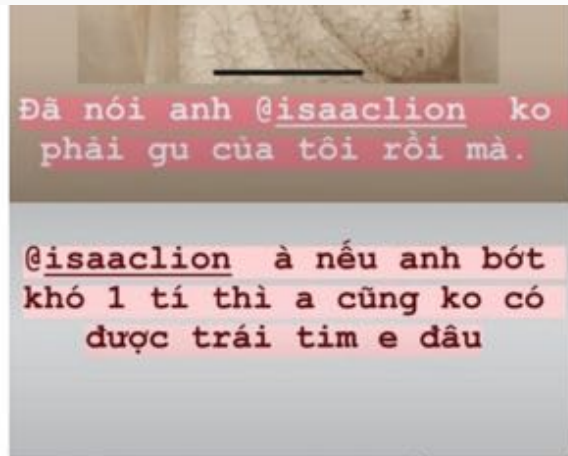 Đã nói anh @isaaclion ko
phải gu của tôi rồi mà.
@isaaclion à nếu anh bớt
khó 1 tí thì a cũng ko có
được trái tim e đâu